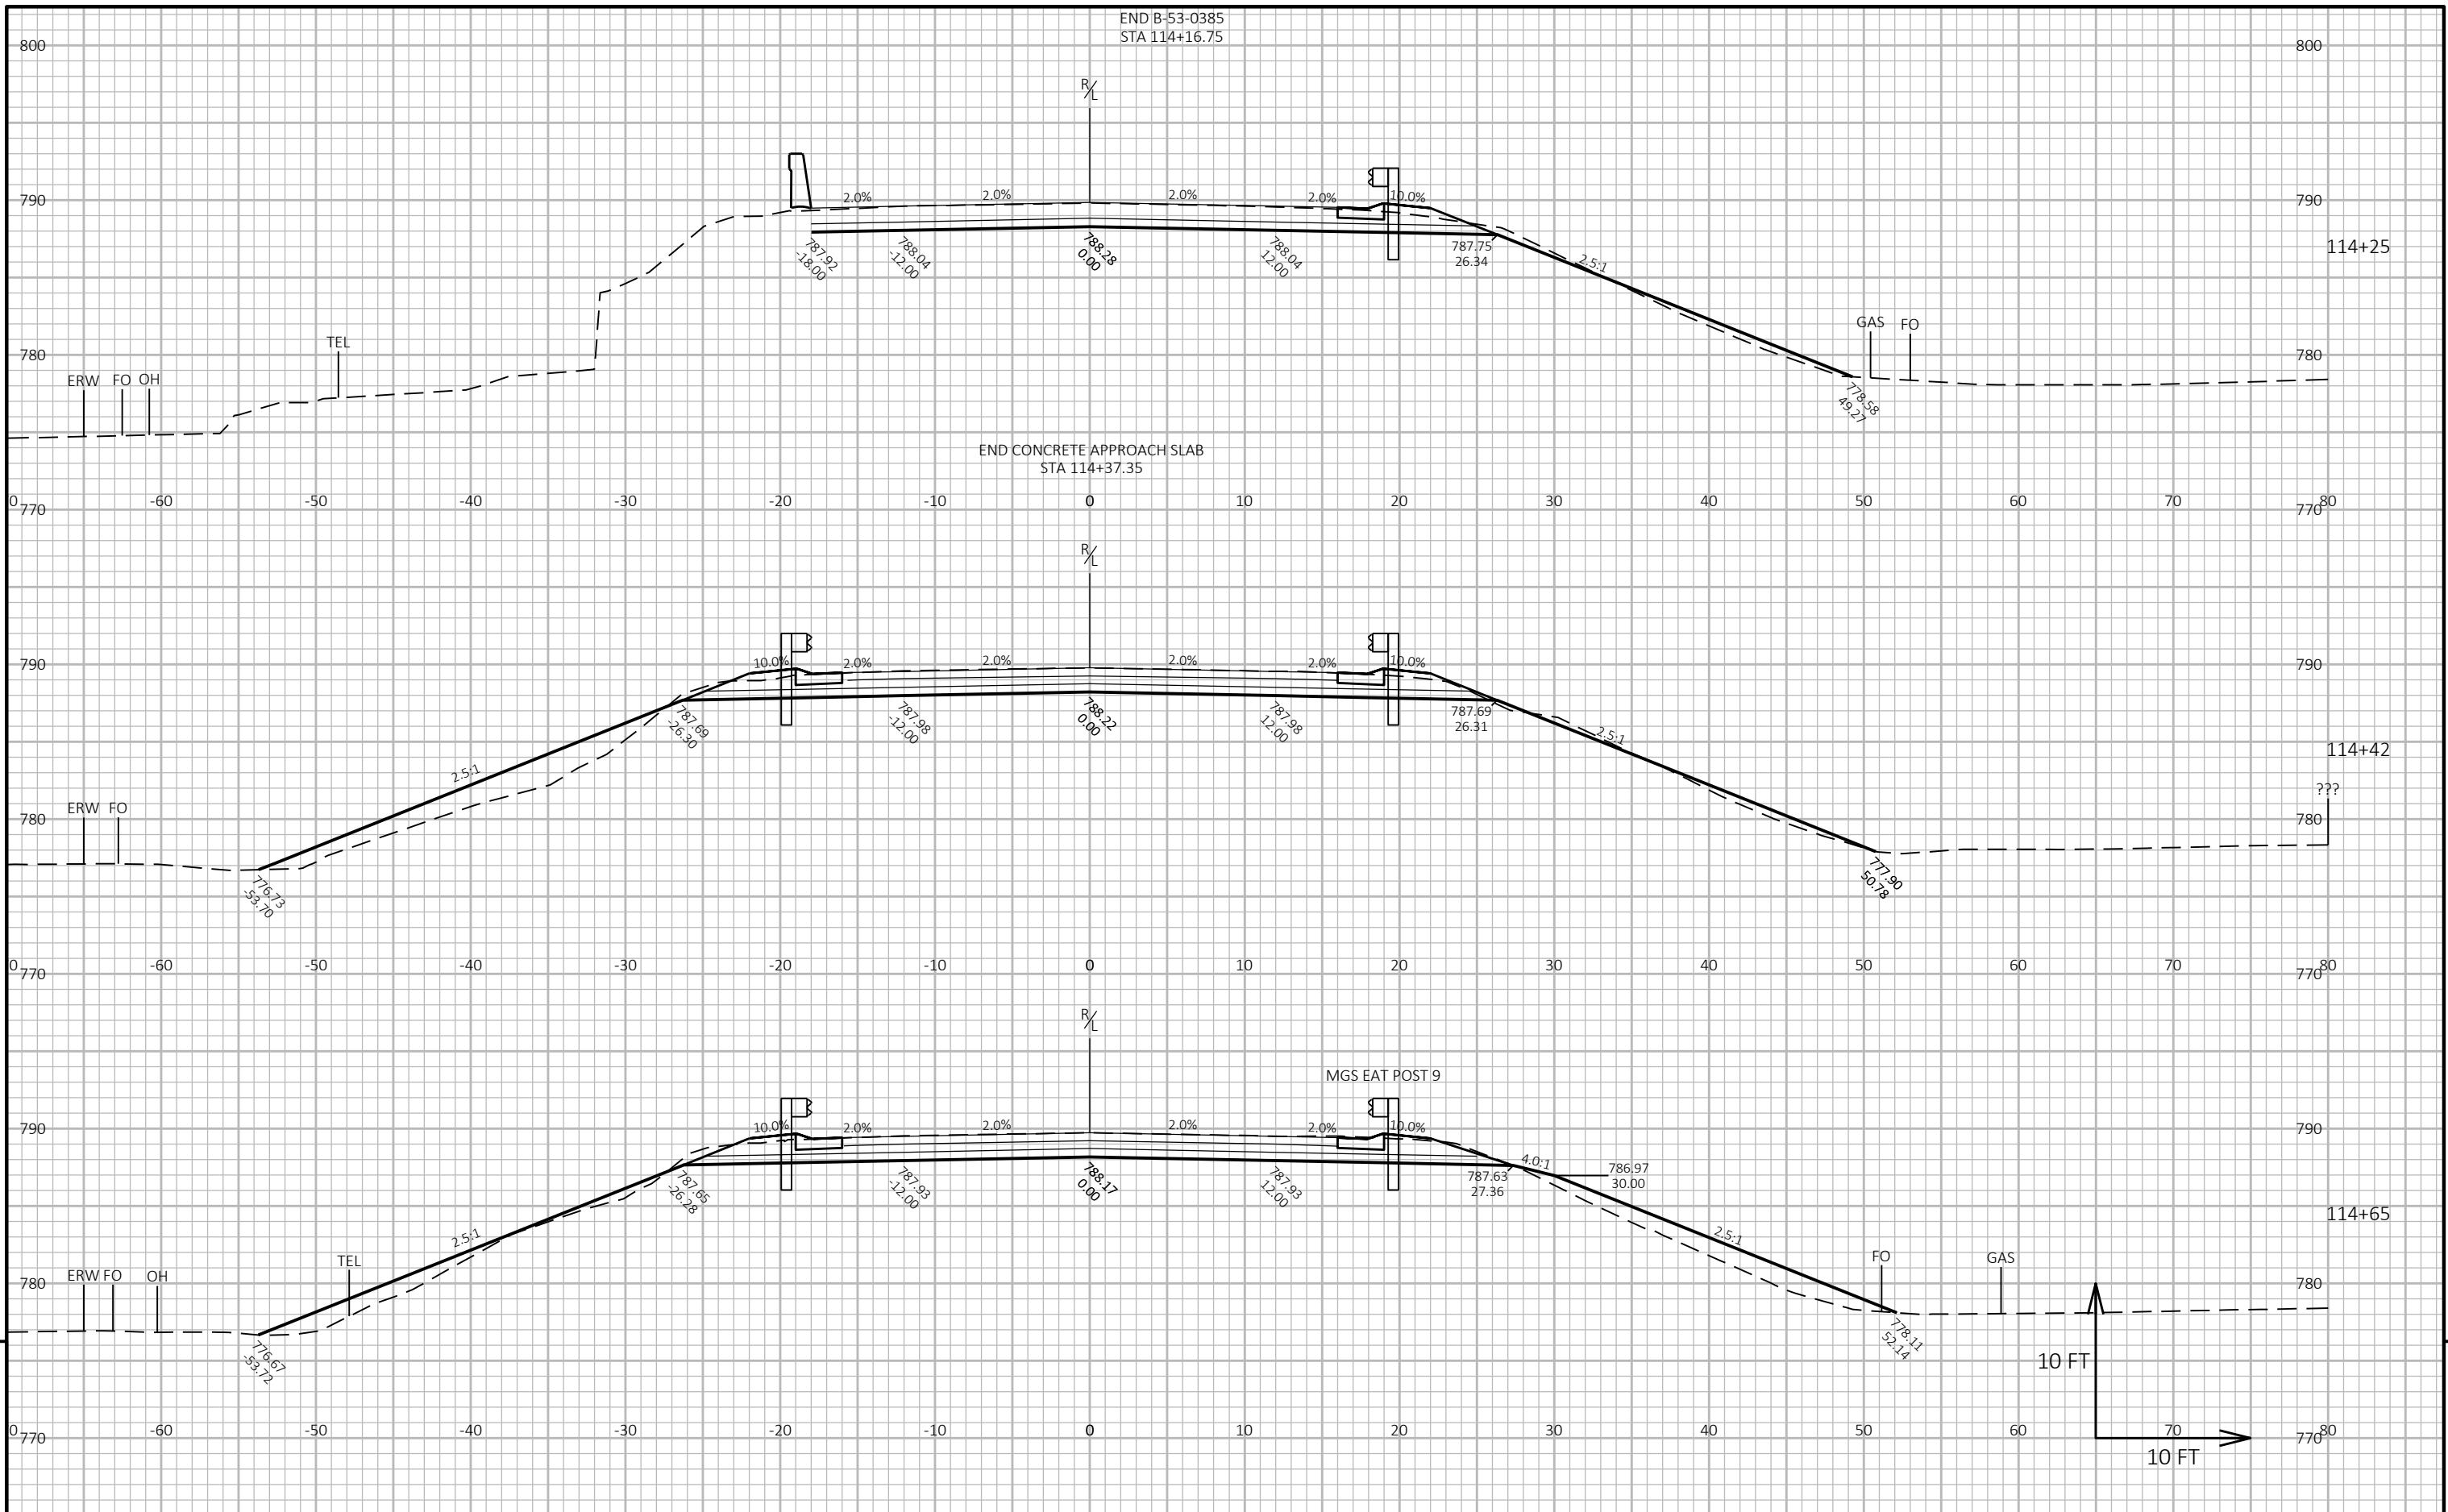 END B-53-0385
STA 114+16.75
800 800
R/L
790 2.0% 2.0% 2.0% 2.0% 10.0% 790
787.92
-18.00
788.04
-12.00
788.28
0.00
788.04
12.00
787.75
26.34
2.5:1
114+25
780 TEL GAS FO 780
ERW FO OH
778.58
49.27
END CONCRETE APPROACH SLAB
STA 114+37.35
0 -60 -50 -40 -30 -20 -10 0 10 20 30 40 50 60 70 80
770 770
R/L
790 10.0% 2.0% 2.0% 2.0% 2.0% 10.0% 790
787.69
-26.30
787.98
-12.00
788.22
0.00
787.98
12.00
787.69
26.31
2.5:1 2.5:1
114+42
???
ERW FO
780 780
776.73
-53.70
777.90
50.78
0 -60 -50 -40 -30 -20 -10 0 10 20 30 40 50 60 70 80
770 770
R/L
MGS EAT POST 9
790 10.0% 2.0% 2.0% 2.0% 2.0% 10.0% 790
787.65
-26.28
787.93
-12.00
788.17
0.00
787.93
12.00
787.63
27.36
4.0:1
786.97
30.00
114+65
2.5:1 2.5:1
TEL FO GAS
780 ERW FO OH 780
776.67
-53.72
778.11
52.14
10 FT
0 -60 -50 -40 -30 -20 -10 0 10 20 30 40 50 60 70 80
770 770
10 FT